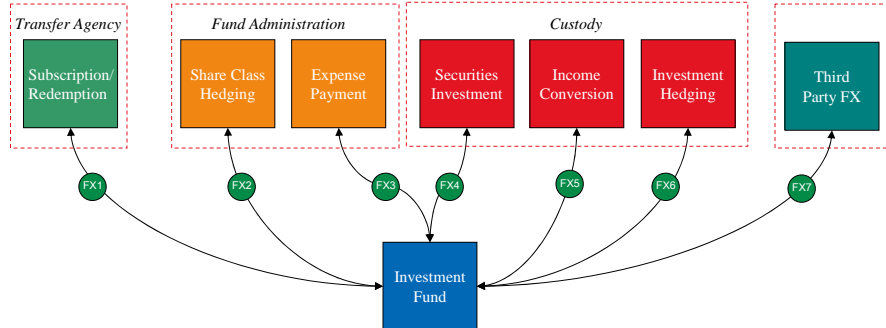 Transfer Agency
Fund Administration
Custody
Subscription/
Redemption
Share Class
Hedging
Expense
Payment
Securities
Investment
Income
Conversion
Investment
Hedging
Third
Party FX
FX1
FX2
FX3
FX4
FX5
FX6
FX7
Investment
Fund